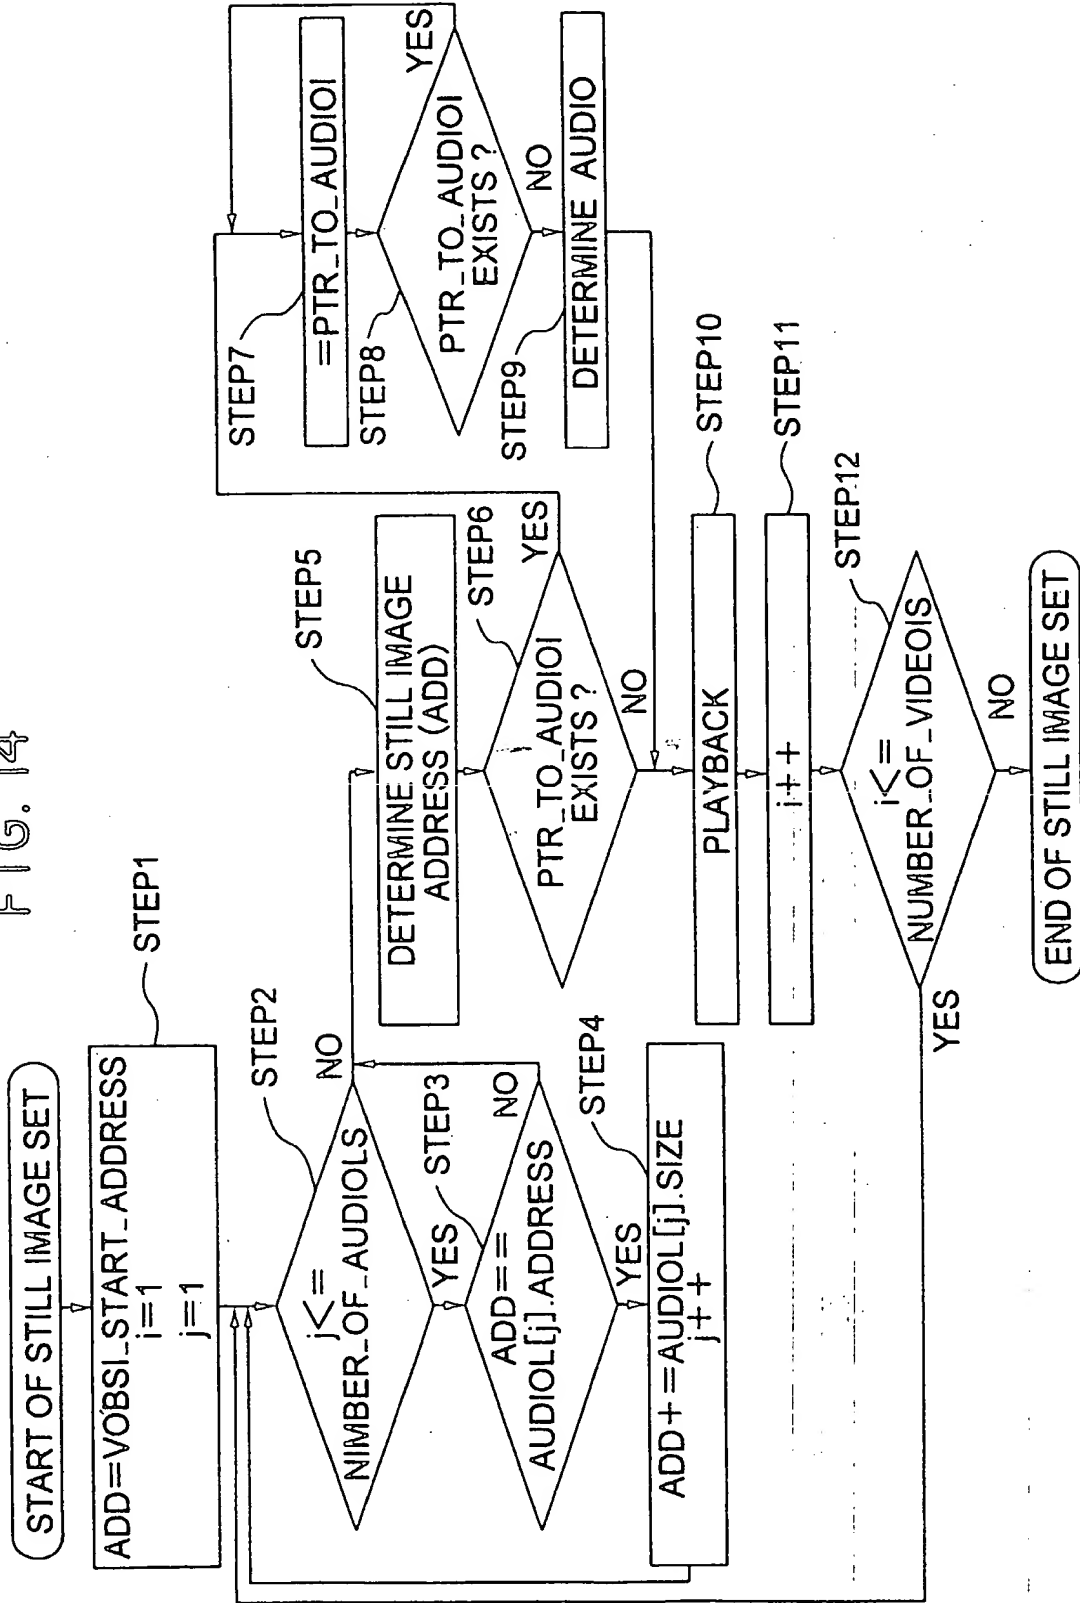 FIG. 14
START OF STILL IMAGE SET
ADD=VOBSI_START_ADDRESS
i=1
j=1
STEP1
j<=
NIMBER_OF_AUDIOLS
STEP2
NO
YES
ADD==
AUDIOL[j].ADDRESS
STEP3
NO
YES
ADD+=AUDIOL[j].SIZE
j++
STEP4
DETERMINE STILL IMAGE
ADDRESS (ADD)
STEP5
PTR_TO_AUDIOI
EXISTS?
STEP6
YES
NO
=PTR_TO_AUDIOI
STEP7
PTR_TO_AUDIOI
EXISTS?
STEP8
YES
NO
DETERMINE AUDIO
STEP9
PLAYBACK
STEP10
i++
STEP11
i<=
NUMBER_OF_VIDEOIS
STEP12
YES
NO
END OF STILL IMAGE SET